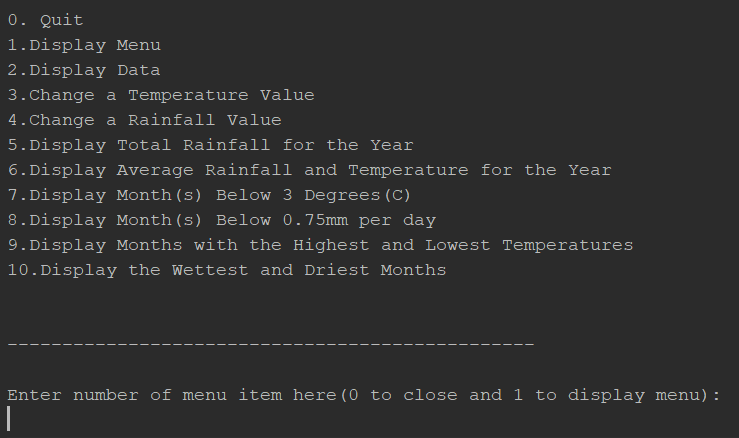 0. Quit
1.Display Menu
2.Display Data
3.Change a Temperature Value
4.Change a Rainfall Value
5.Display Total Rainfall for the Year
6.Display Average Rainfall and Temperature for the Year
7.Display Month(s) Below 3 Degrees(C)
8.Display Month(s) Below 0.75mm per day
9.Display Months with the Highest and Lowest Temperatures
10.Display the Wettest and Driest Months
------------------------------------------------
Enter number of menu item here(0 to close and 1 to display menu):